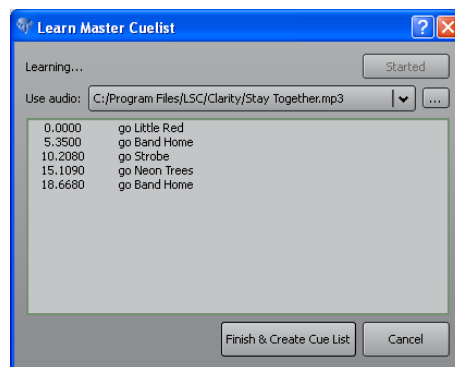 Learn Master Cuelist
?
X
Learning...
Started
Use audio: C:/Program Files/LSC/Clarity/Stay Together.mp3 ...
0.0000 go Little Red
5.3500 go Band Home
10.2080 go Strobe
15.1090 go Neon Trees
18.6680 go Band Home
Finish & Create Cue List Cancel